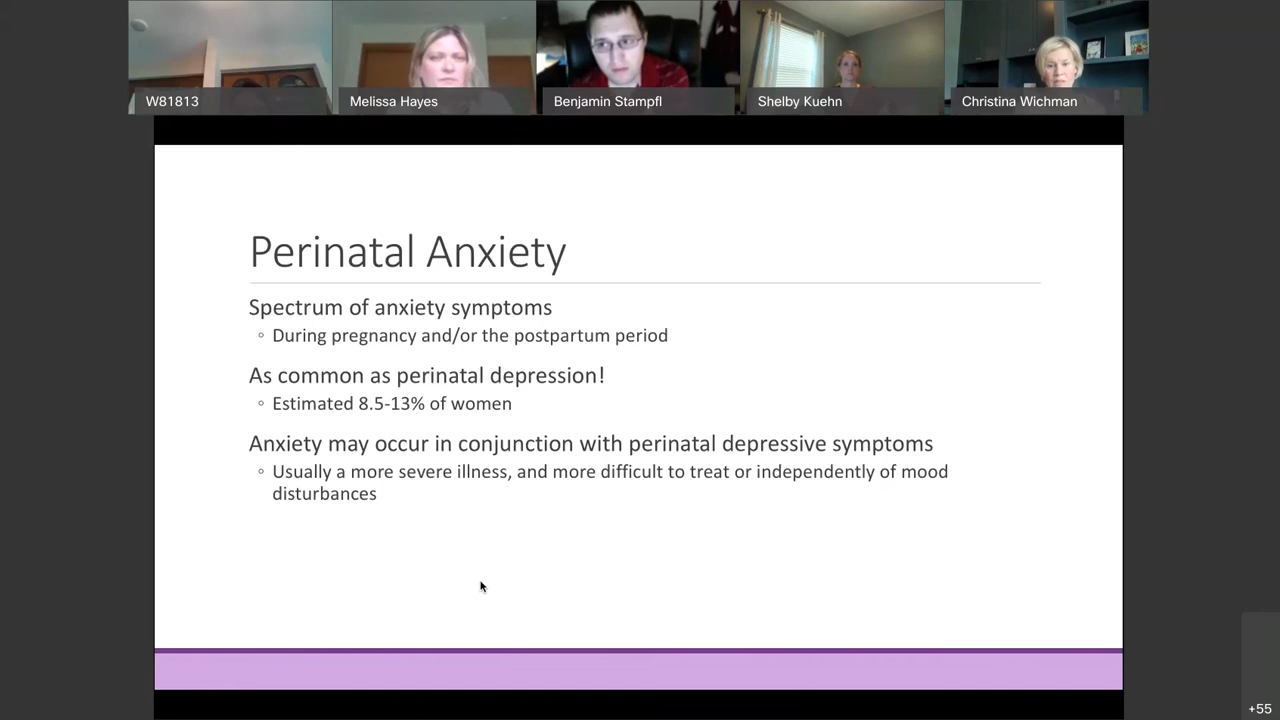 W81813
Melissa Hayes
Benjamin Stampfl
Shelby Kuehn
Christina Wichman
Perinatal Anxiety
Spectrum of anxiety symptoms
◦ During pregnancy and/or the postpartum period
As common as perinatal depression!
◦ Estimated 8.5-13% of women
Anxiety may occur in conjunction with perinatal depressive symptoms
◦ Usually a more severe illness, and more difficult to treat or independently of mood
disturbances
+55